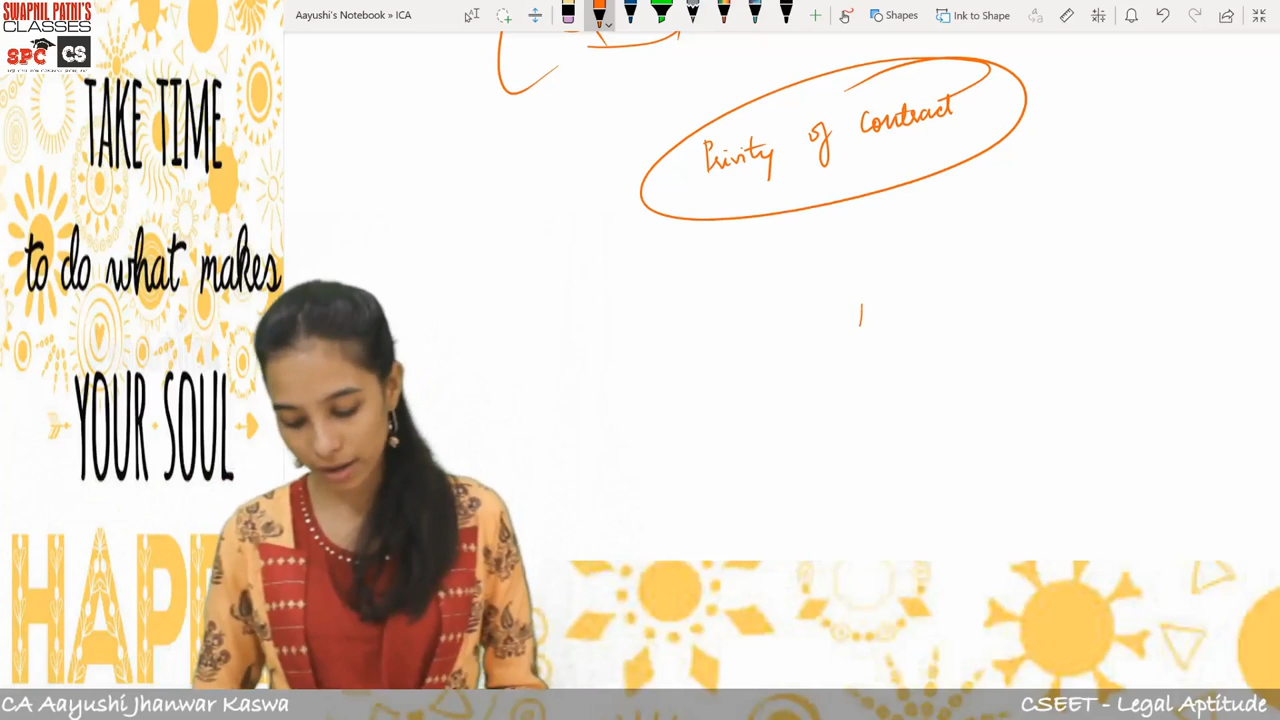 SWAPNIL PATNI'S
CLASSES
SPC CS
Aayushi's Notebook » ICA
Shapes
Ink to Shape
Privity of contract
TAKE TIME
to do what makes
YOUR SOUL
HAPP
CA Aayushi Jhanwar Kaswa
CSEET - Legal Aptitude